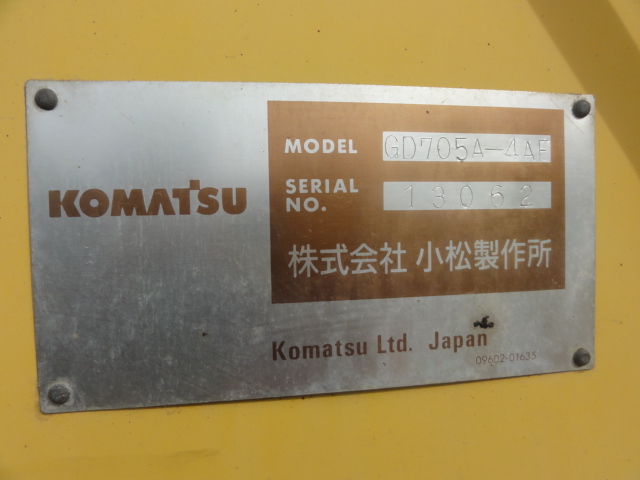 KOMATSU
MODEL GD705A-4AF
SERIAL NO. 13062
株式会社 小松製作所
Komatsu Ltd. Japan
09602-01635